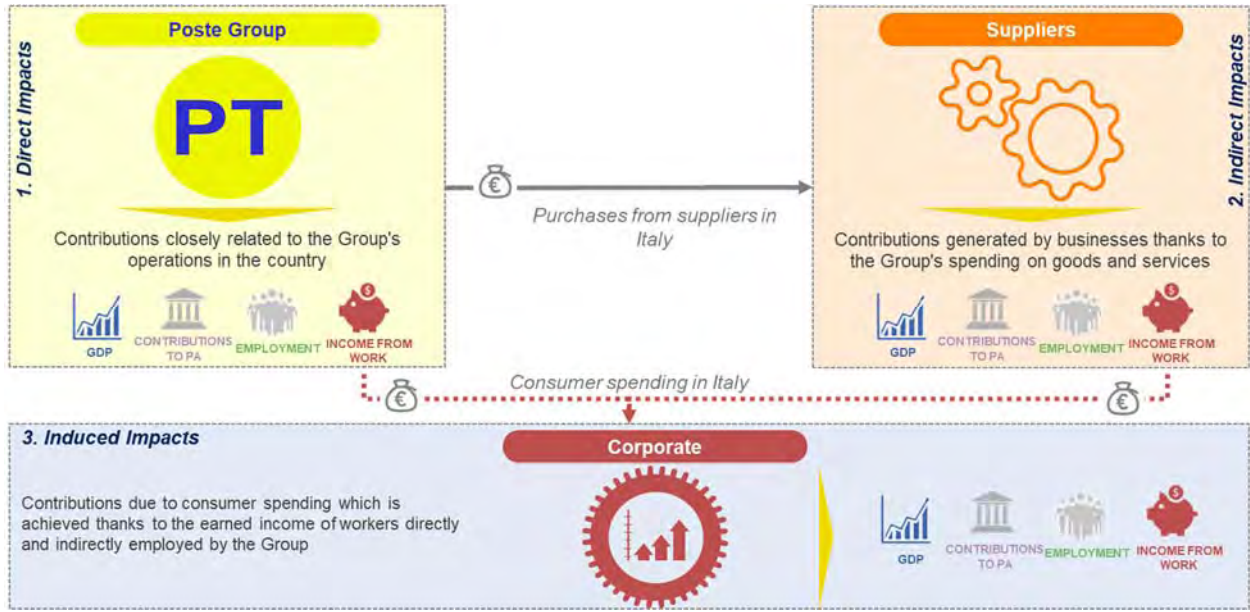 1. Direct Impacts
Poste Group
PT
Contributions closely related to the Group's
operations in the country
GDP
CONTRIBUTIONS
TO PA
EMPLOYMENT
INCOME FROM
WORK
€
Purchases from suppliers in
Italy
2. Indirect Impacts
Suppliers
Contributions generated by businesses thanks to
the Group's spending on goods and services
GDP
CONTRIBUTIONS
TO PA
EMPLOYMENT
INCOME FROM
WORK
€
Consumer spending in Italy
€
3. Induced Impacts
Corporate
Contributions due to consumer spending which is
achieved thanks to the earned income of workers directly
and indirectly employed by the Group
GDP
CONTRIBUTIONS
TO PA
EMPLOYMENT
INCOME FROM
WORK